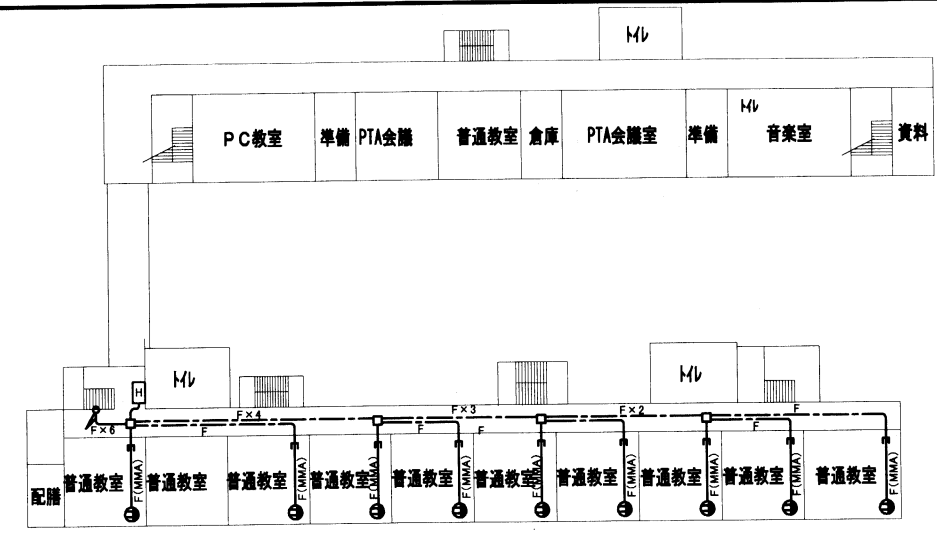 トイレ
トイレ
PC教室 準備 PTA会議 普通教室 倉庫 PTA会議室 準備 音楽室 資料
トイレ トイレ
H
F×4 F×3 F×2 F
F×6 F F F F
配膳 普通教室 普通教室 普通教室 普通教室 普通教室 普通教室 普通教室 普通教室 普通教室 普通教室
F(MMA) F(MMA) F(MMA) F(MMA) F(MMA) F(MMA) F(MMA) F(MMA) F(MMA) F(MMA)